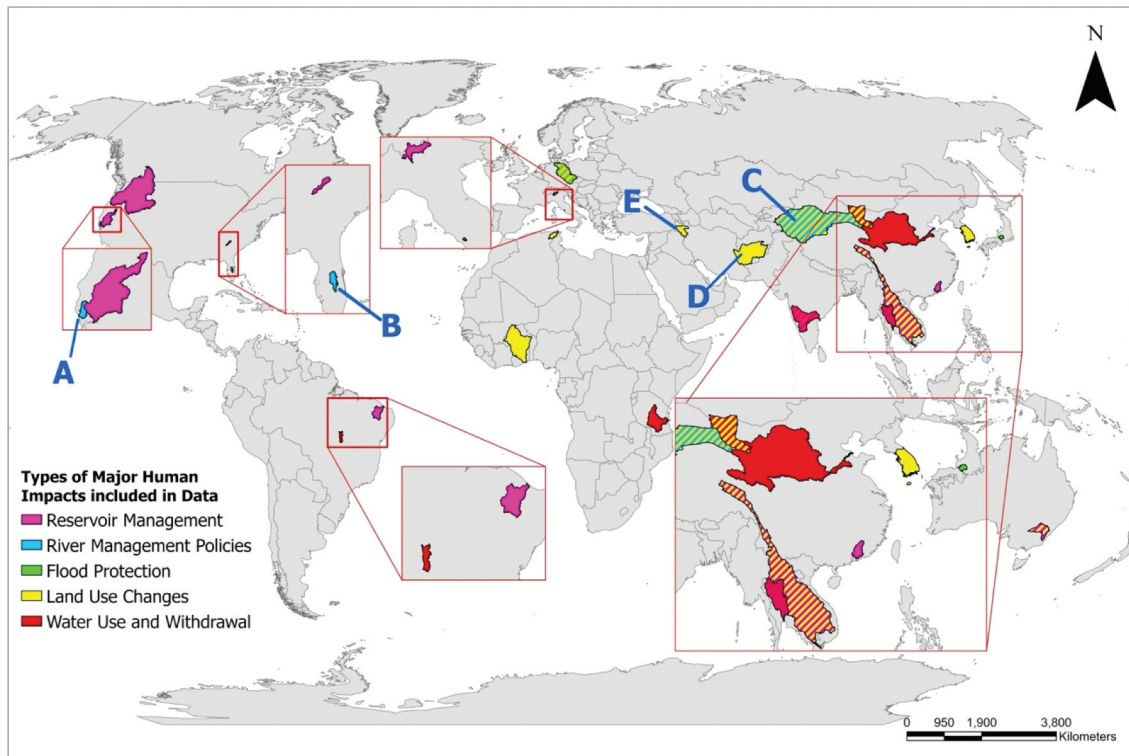 N
C
E
D
B
A
Types of Major Human
Impacts included in Data
Reservoir Management
River Management Policies
Flood Protection
Land Use Changes
Water Use and Withdrawal
0 950 1,900 3,800
Kilometers